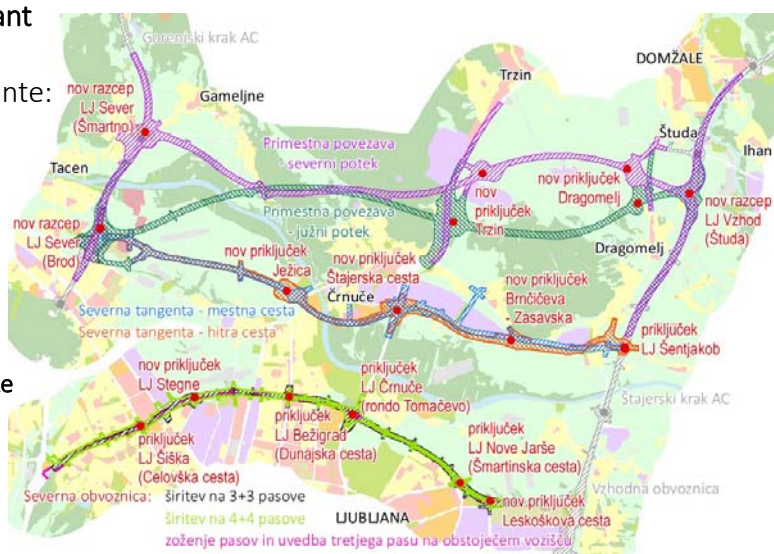 ant
Gorenjski krak AC
nte:
nov razcep
LJ Sever
(Šmartno)
Gameljne
Trzin
DOMŽALE
Študa
Ihan
Tacen
Primestna povezava
- severni potek
nov
priključek
Trzin
nov priključek
Dragomelj
nov razcep
LJ Vzhod
(Študa)
nov razcep
LJ Sever
(Brod)
Primestna povezava
- južni potek
Dragomelj
nov priključek
Ježica
nov priključek
Štajerska cesta
Črnuče
nov priključek
Brnčičeva
- Zasavska
Severna tangenta - mestna cesta
Severna tangenta - hitra cesta
priključek
LJ Šentjakob
nov priključek
LJ Stegne
priključek
LJ Črnuče
(rondo Tomačevo)
Štajerski krak AC
priključek
LJ Šiška
(Celovška cesta)
priključek
LJ Bežigrad
(Dunajska cesta)
priključek
LJ Nove Jarše
(Šmartinska cesta)
Vzhodna obvoznica
nov priključek
Leskoškova cesta
Severna obvoznica: širitev na 3+3 pasove
širitev na 4+4 pasove
LJUBLJANA
zoženje pasov in uvedba tretjega pasu na obstoječem vozišču